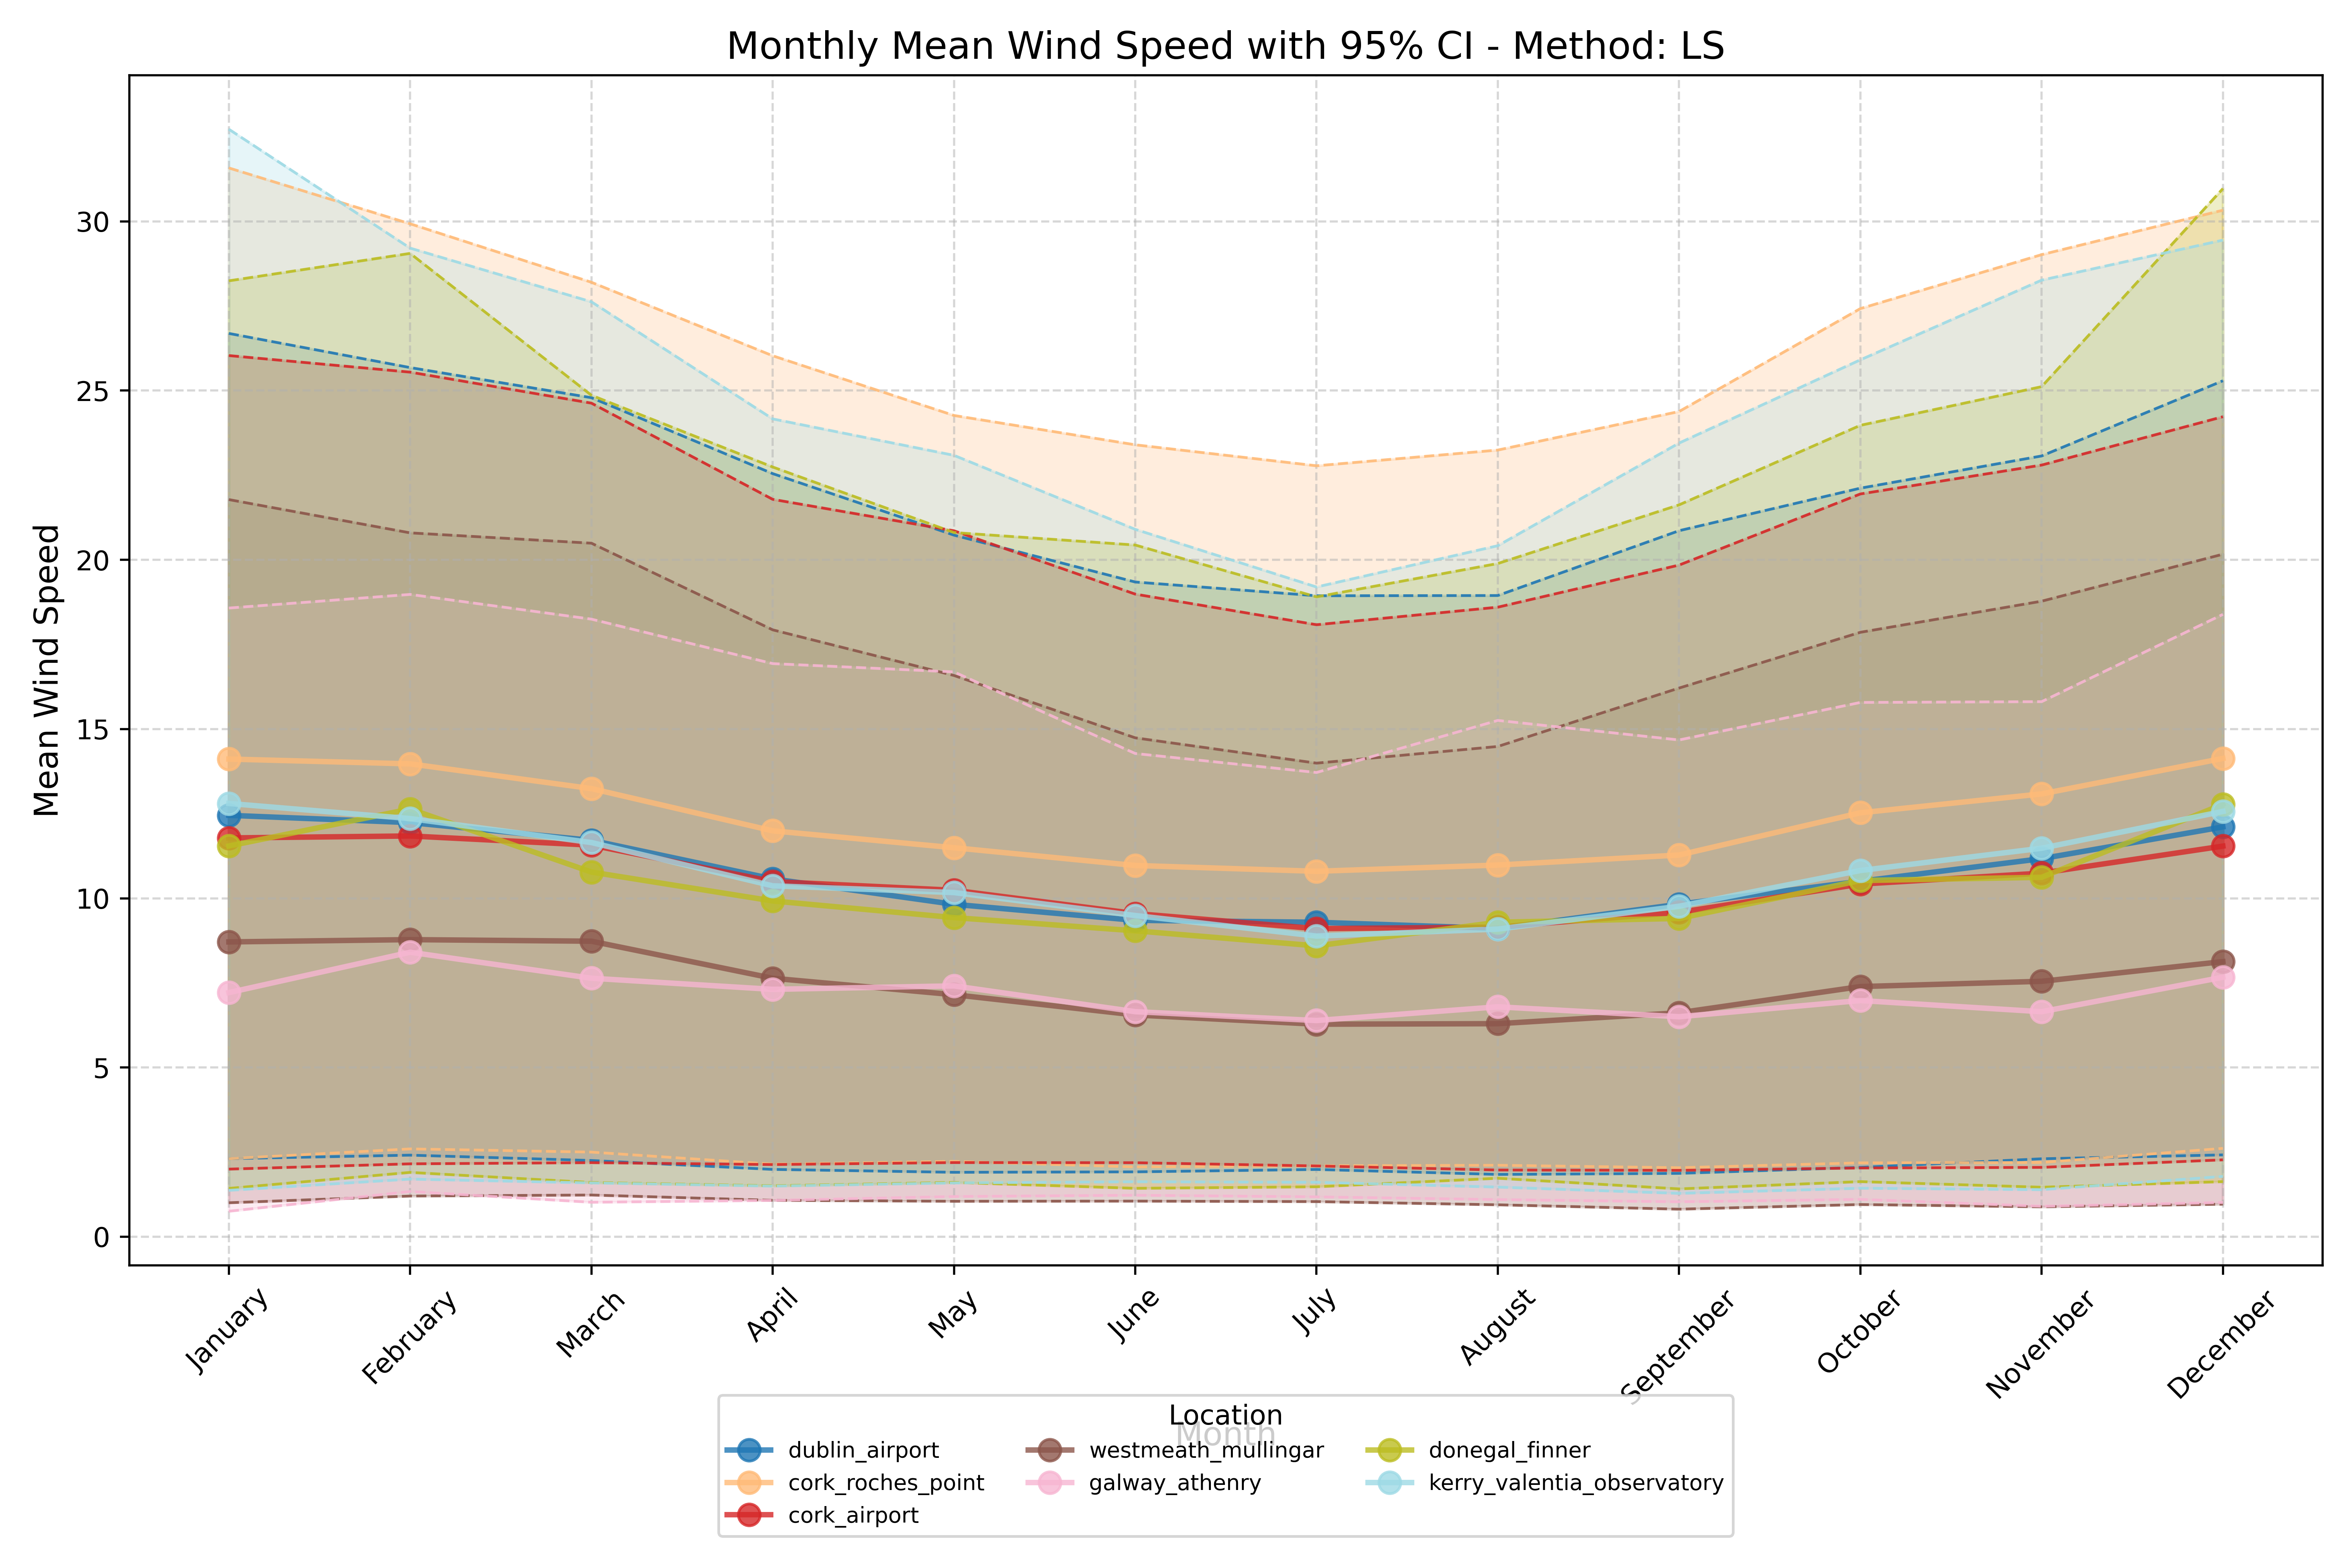 Monthly Mean Wind Speed with 95% CI - Method: LS
Mean Wind Speed
30
25
20
15
10
5
0
January
February
March
April
May
June
July
August
September
October
November
December
Month
Location
dublin_airport
cork_roches_point
cork_airport
westmeath_mullingar
galway_athenry
donegal_finner
kerry_valentia_observatory